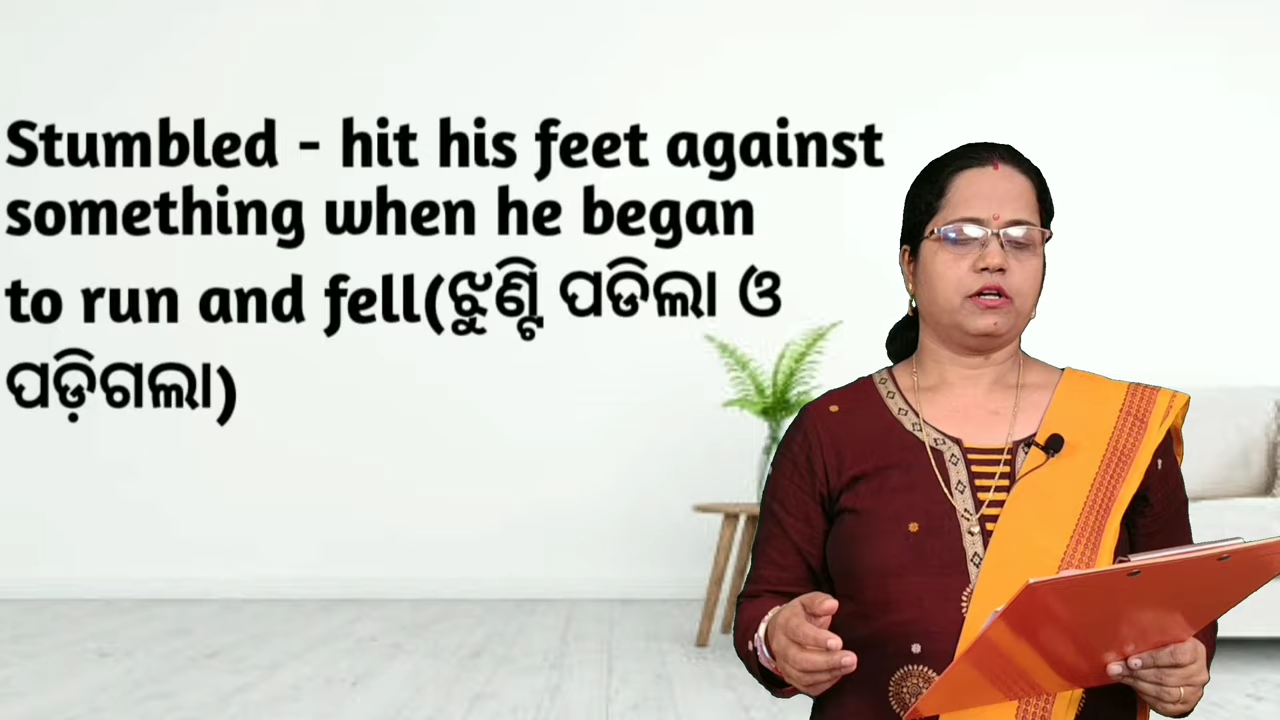 Stumbled - hit his feet against
something when he began
to run and fell(ଝୁଣ୍ଟି ପଡିଲା ଓ
ପଡ଼ିଗଲା)